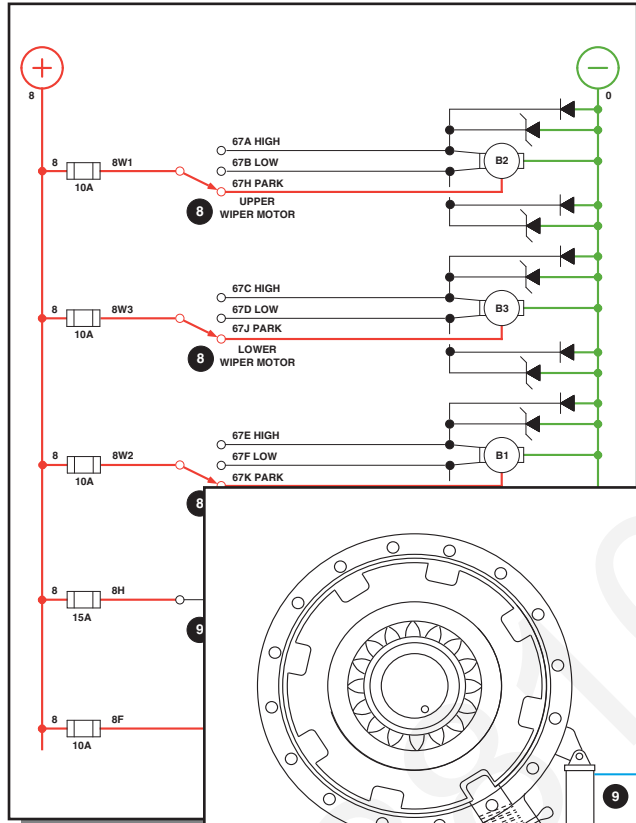 8
0
67A HIGH
8 8W1 67B LOW B2
67H PARK
10A
8 UPPER
WIPER MOTOR
67C HIGH
8 8W3 67D LOW B3
67J PARK
10A
8 LOWER
WIPER MOTOR
67E HIGH
8 8W2 67F LOW B1
67K PARK
10A
8
8 8H
15A
9
8 8F
10A
9